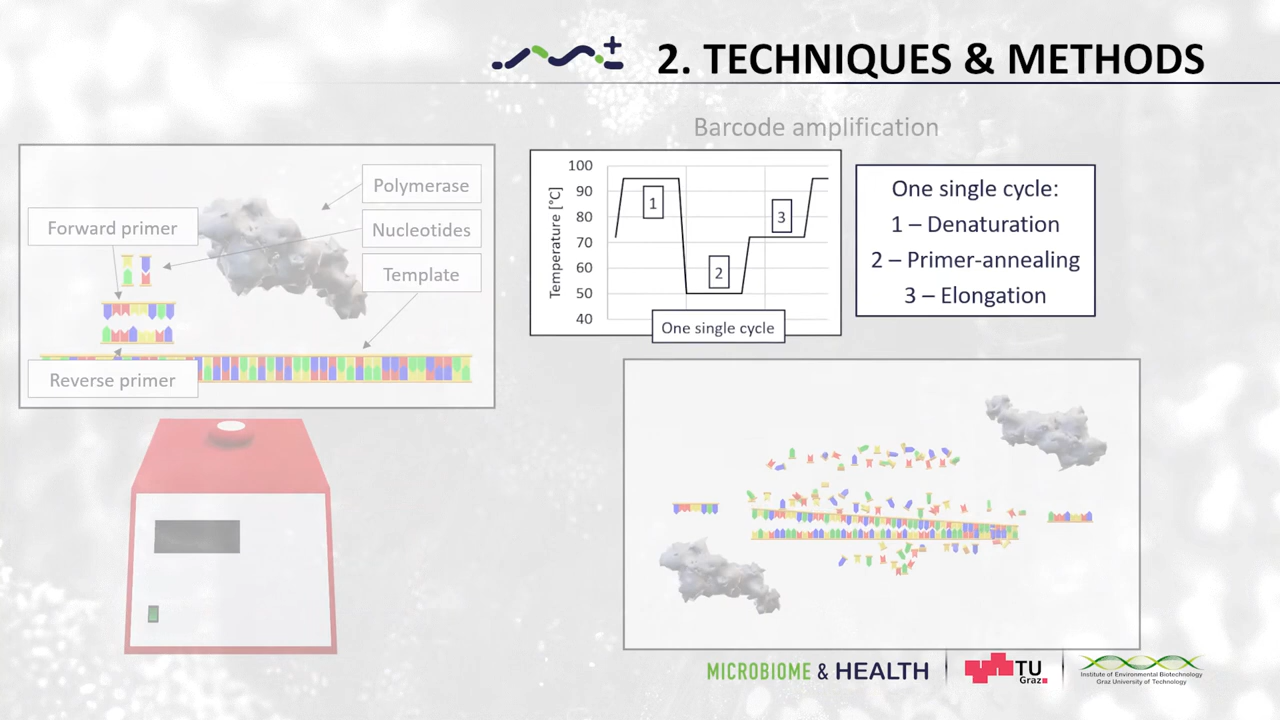 2. TECHNIQUES & METHODS
Barcode amplification
Polymerase
Forward primer
Nucleotides
Template
Reverse primer
Temperature [°C]
100
90
80
70
60
50
40
1
2
3
One single cycle
One single cycle:
1 – Denaturation
2 – Primer-annealing
3 – Elongation
MICROBIOME & HEALTH
TU
Graz
Institute of Environmental Biotechnology
Graz University of Technology